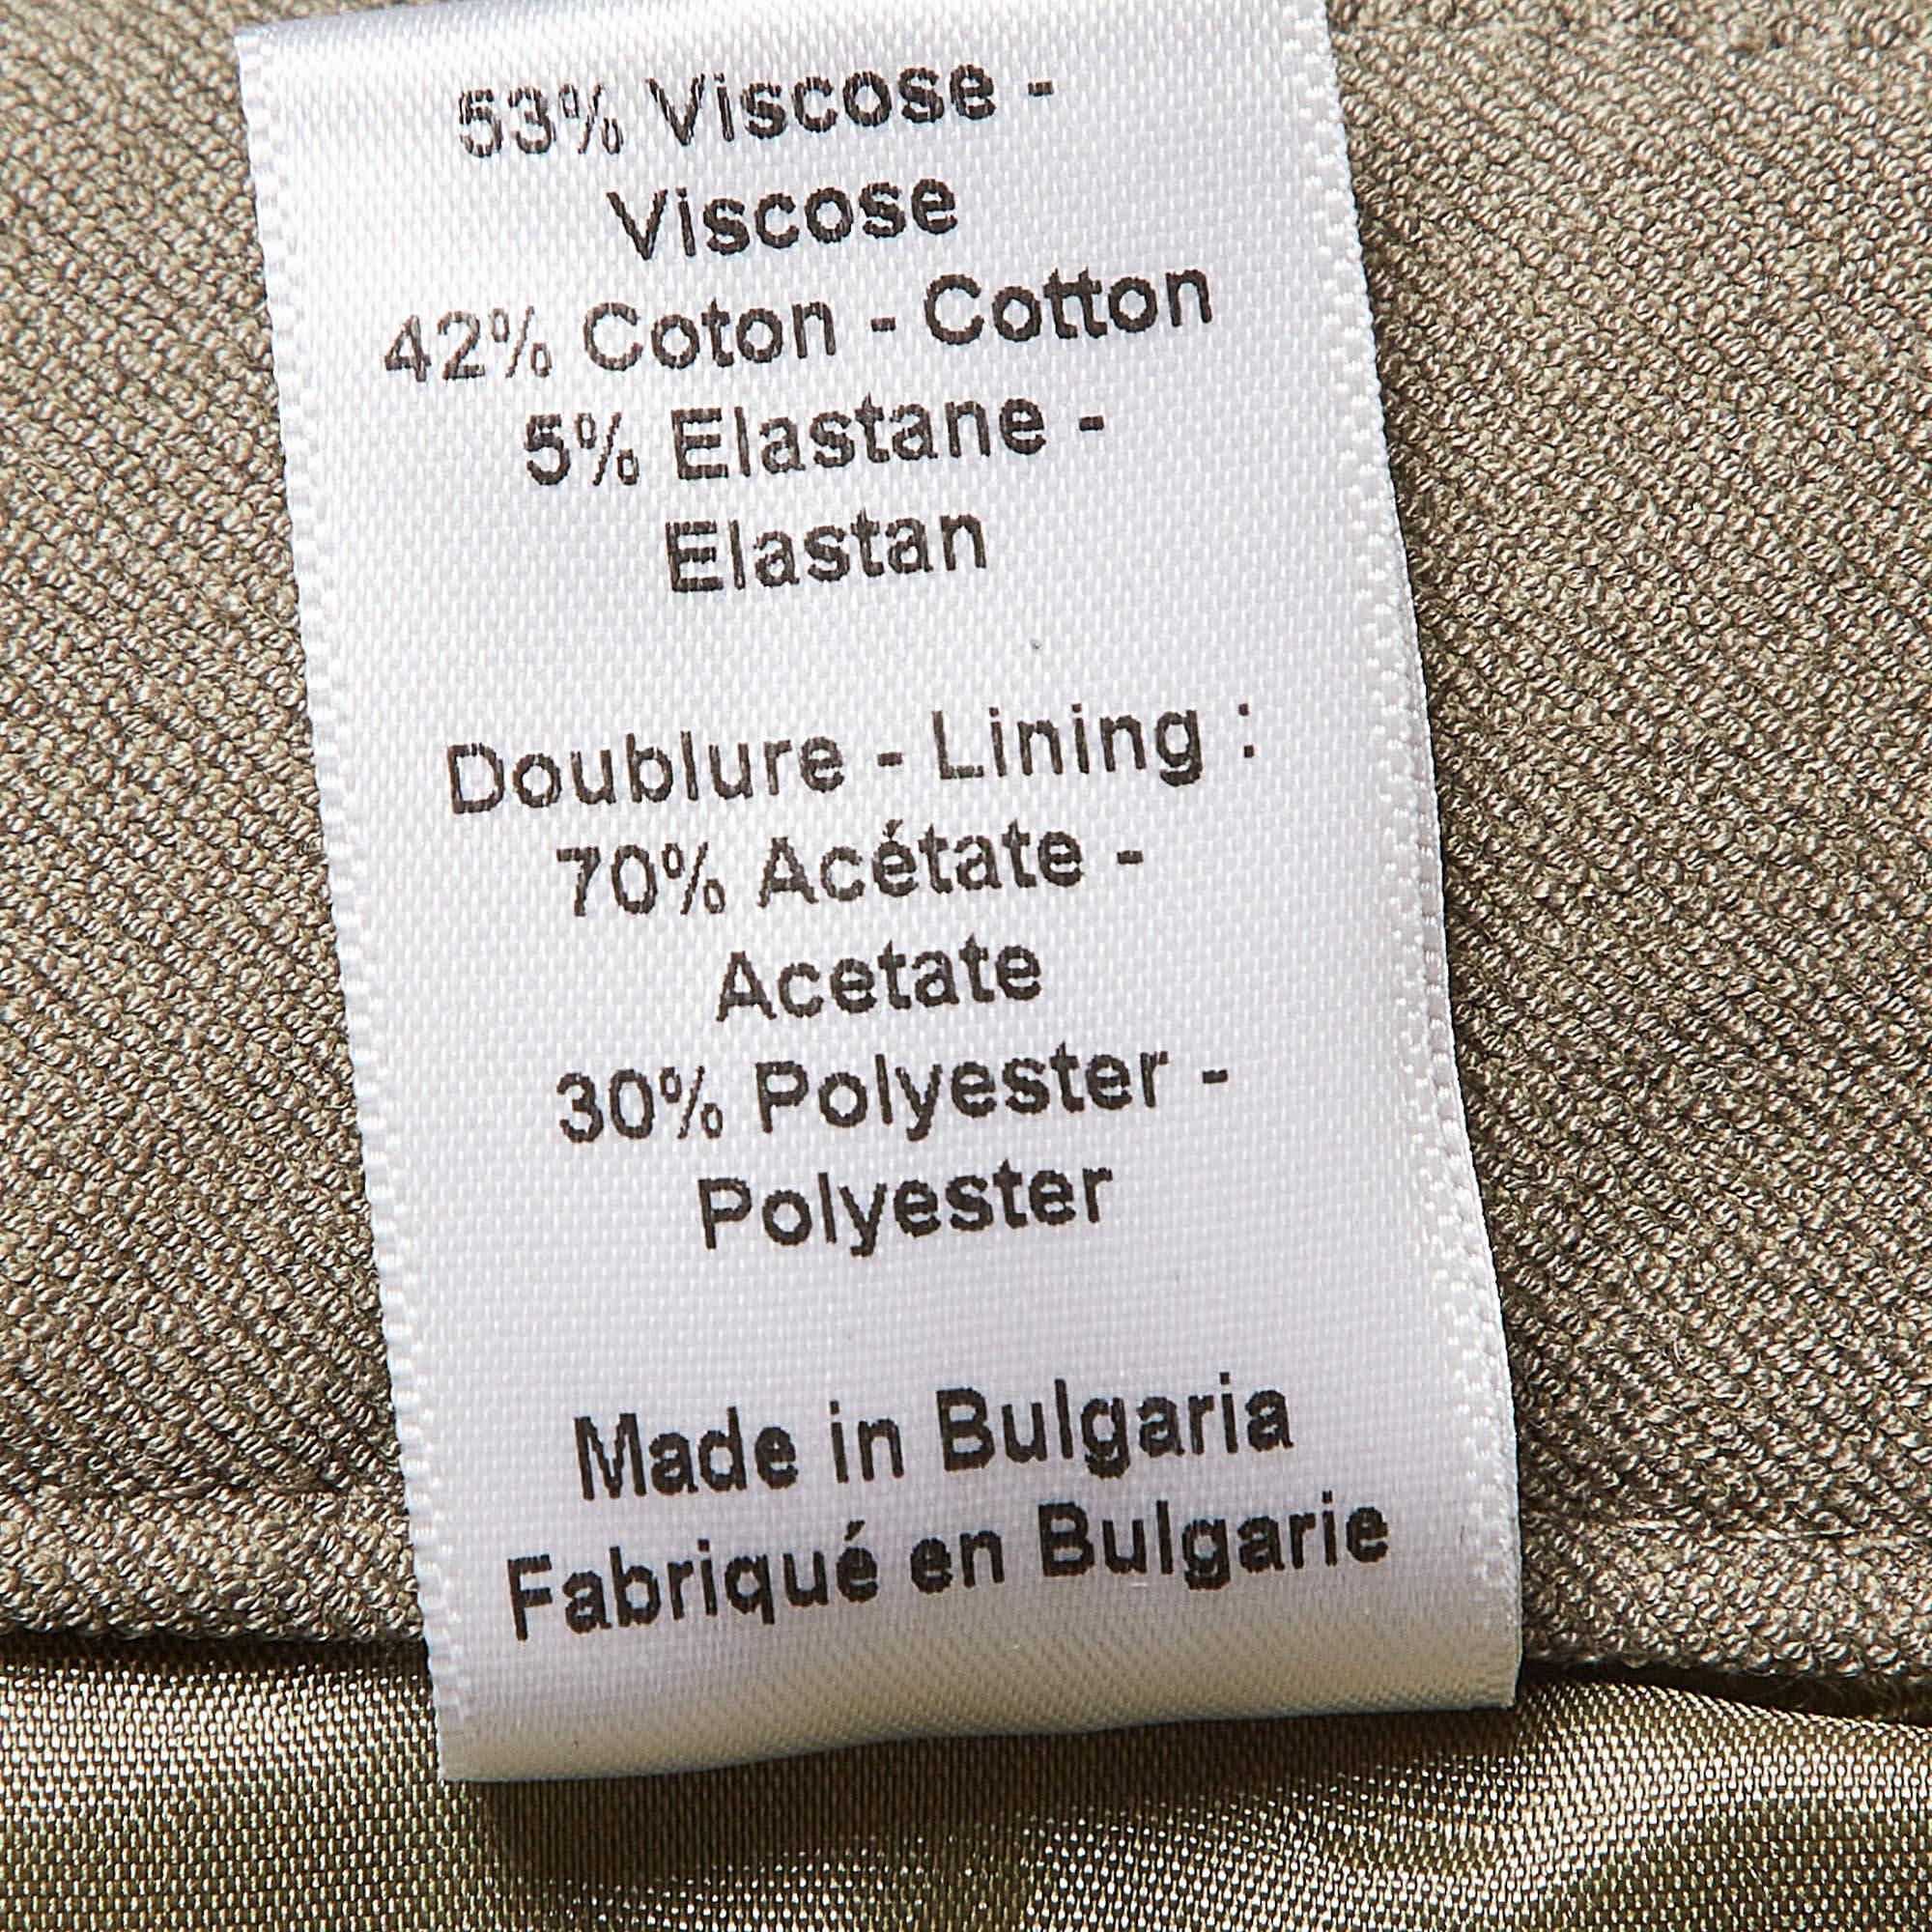 53% Viscose -
Viscose
42% Coton - Cotton
5% Elastane -
Elastan
Doublure - Lining :
70% Acétate -
Acetate
30% Polyester -
Polyester
Made in Bulgaria
Fabriqué en Bulgarie